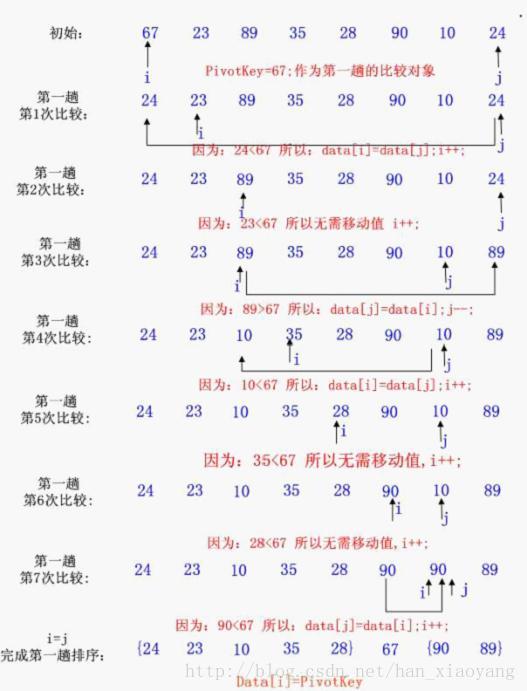 初始: 67 23 89 35 28 90 10 24
i j
PivotKey=67;作为第一趟的比较对象
第一趟
第1次比较: 24 23 89 35 28 90 10 24
i j
因为: 24<67 所以: data[i]=data[j];i++;
第一趟
第2次比较: 24 23 89 35 28 90 10 24
i j
因为: 23<67 所以无需移动值 i++;
第一趟
第3次比较: 24 23 89 35 28 90 10 89
i j
因为: 89>67 所以: data[j]=data[i];j--;
第一趟
第4次比较: 24 23 10 35 28 90 10 89
i j
因为: 10<67 所以: data[i]=data[j];i++;
第一趟
第5次比较: 24 23 10 35 28 90 10 89
i j
因为: 35<67 所以无需移动值,i++;
第一趟
第6次比较: 24 23 10 35 28 90 10 89
i j
因为: 28<67 所以无需移动值,i++;
第一趟
第7次比较: 24 23 10 35 28 90 90 89
i j
因为: 90<67 所以: data[j]=data[i];i++;
i=j
完成第一趟排序: {24 23 10 35 28} 67 {90 89}
http://blog.csdn.net/han_xiaoyang
Data[i]=PivotKey